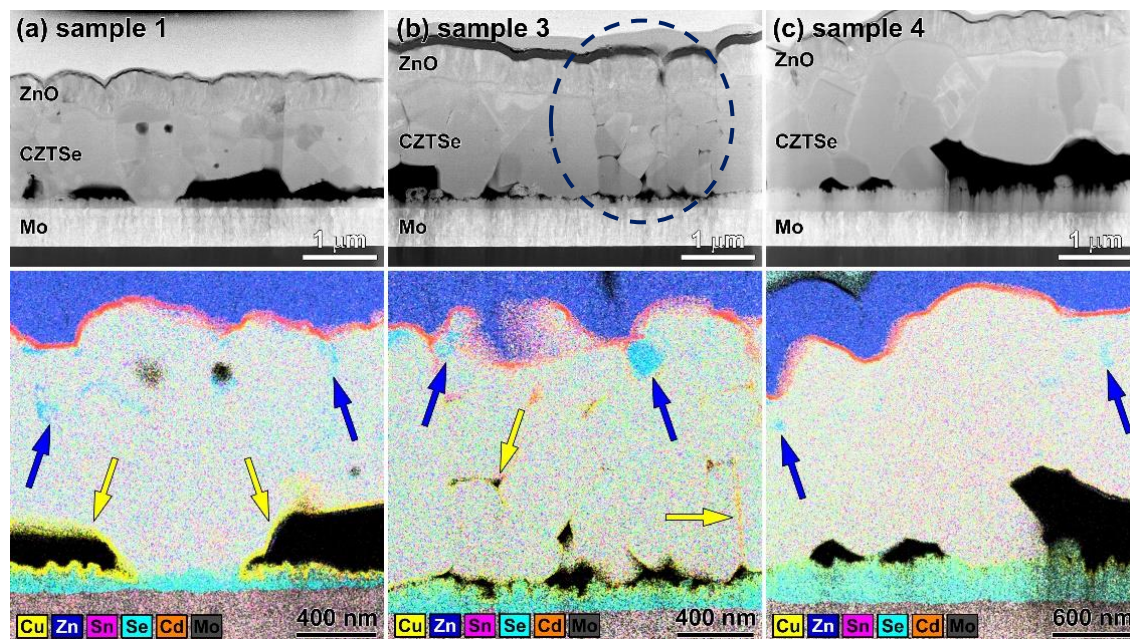 (a) sample 1
ZnO
CZTSe
Mo
1 μm
(b) sample 3
ZnO
CZTSe
Mo
1 μm
(c) sample 4
ZnO
CZTSe
Mo
1 μm
Cu Zn Sn Se Cd Mo
400 nm
Cu Zn Sn Se Cd Mo
400 nm
Cu Zn Sn Se Cd Mo
600 nm